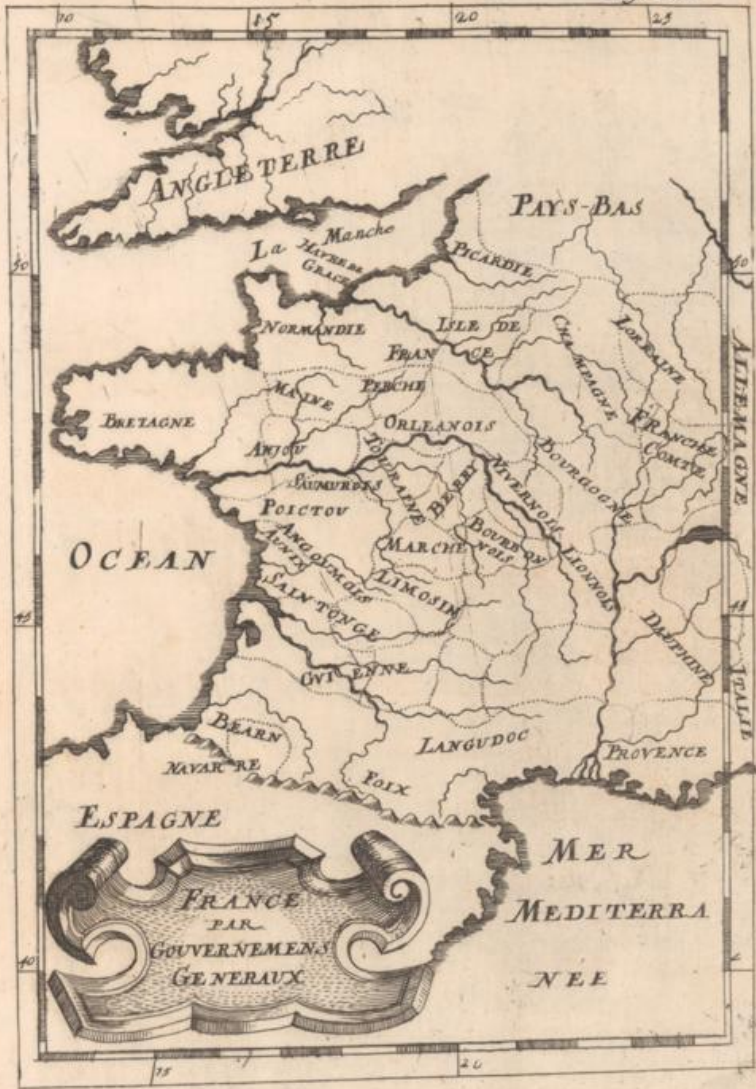 10 15 20 25
ANGLETERRE
PAYS-BAS
La Manche
HAVRE DE
GRACE
PICARDIE
50
50
NORMANDIE
ISLE DE
FRANCE
CHAMPAGNE
LORRAINE
ALLEMAGNE
PERCHE
MAINE
BRETAGNE
ORLEANOIS
FRANCHE
COMTE
ANJOU
TOURAINE
BERRY
NIVERNOIS
BOURGOGNE
SAUMUROIS
POICTOU
OCEAN
AUNIX
ANGOUMOIS
MARCHE
BOURBON
NOIS
LIONNOIS
LIMOSIN
SAINTONGE
45
45
DAUPHINE
ITALIE
GVIENNE
BEARN
LANGUDOC
PROVENCE
NAVARRE
FOIX
ESPAGNE
MER
MEDITERRA
NEE
FRANCE
PAR
GOUVERNEMENS
GENERAUX
40
15
20